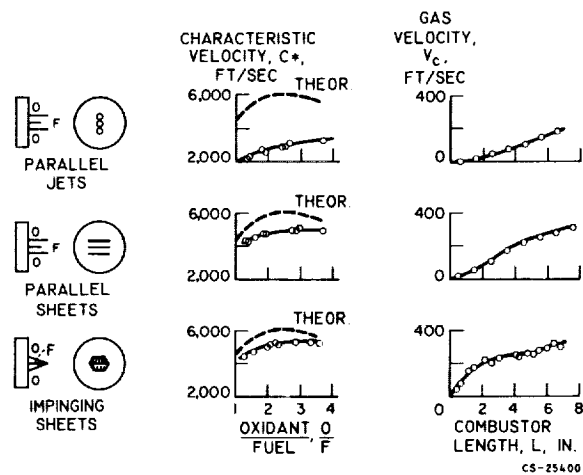 CHARACTERISTIC
VELOCITY, C*,
FT/SEC
GAS
VELOCITY,
Vc,
FT/SEC
O
F
O
PARALLEL
JETS
6,000
2,000
THEOR.
400
0
O
F
O
PARALLEL
SHEETS
6,000
2,000
THEOR.
400
0
O,-F
O
IMPINGING
SHEETS
6,000
2,000
THEOR.
1 2 3 4
OXIDANT/FUEL, O/F
400
0
0 2 4 6 8
COMBUSTOR
LENGTH, L, IN.
CS-25400